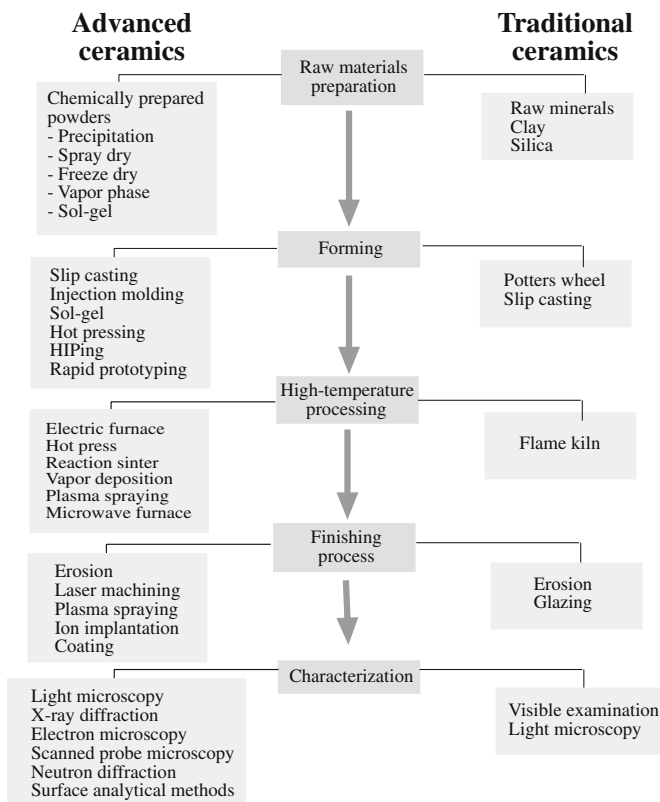 Advanced
ceramics
Traditional
ceramics
Raw materials
preparation
Chemically prepared
powders
- Precipitation
- Spray dry
- Freeze dry
- Vapor phase
- Sol-gel
Raw minerals
Clay
Silica
Forming
Slip casting
Injection molding
Sol-gel
Hot pressing
HIPing
Rapid prototyping
Potters wheel
Slip casting
High-temperature
processing
Electric furnace
Hot press
Reaction sinter
Vapor deposition
Plasma spraying
Microwave furnace
Flame kiln
Finishing
process
Erosion
Laser machining
Plasma spraying
Ion implantation
Coating
Erosion
Glazing
Characterization
Light microscopy
X-ray diffraction
Electron microscopy
Scanned probe microscopy
Neutron diffraction
Surface analytical methods
Visible examination
Light microscopy